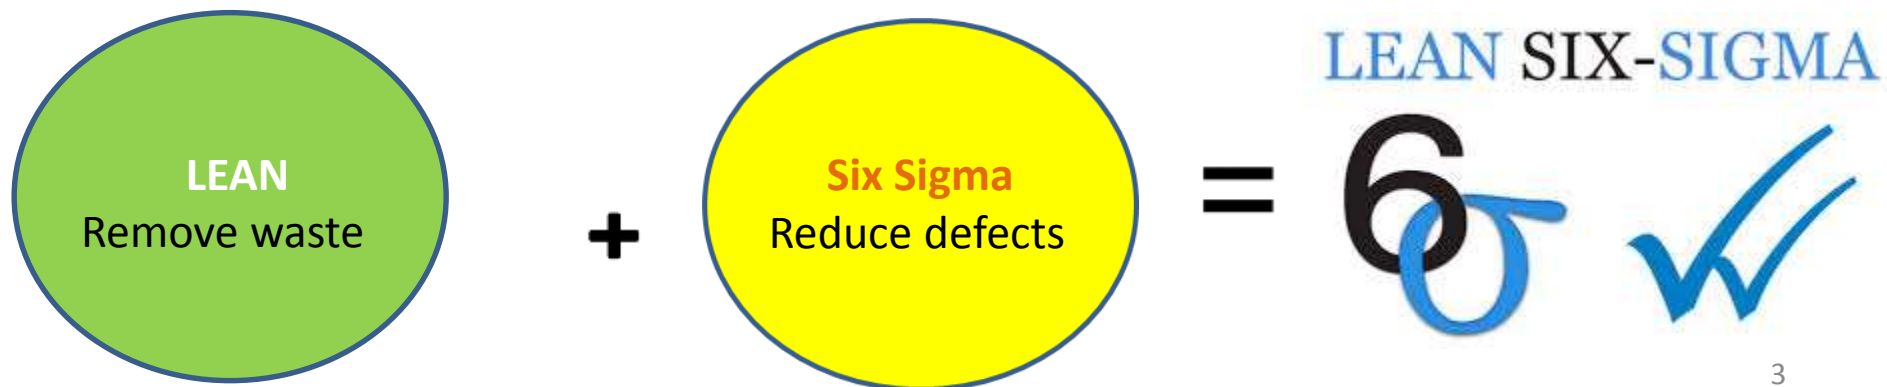 LEAN
Remove waste
+
Six Sigma
Reduce defects
=
LEAN SIX-SIGMA
6σ
3